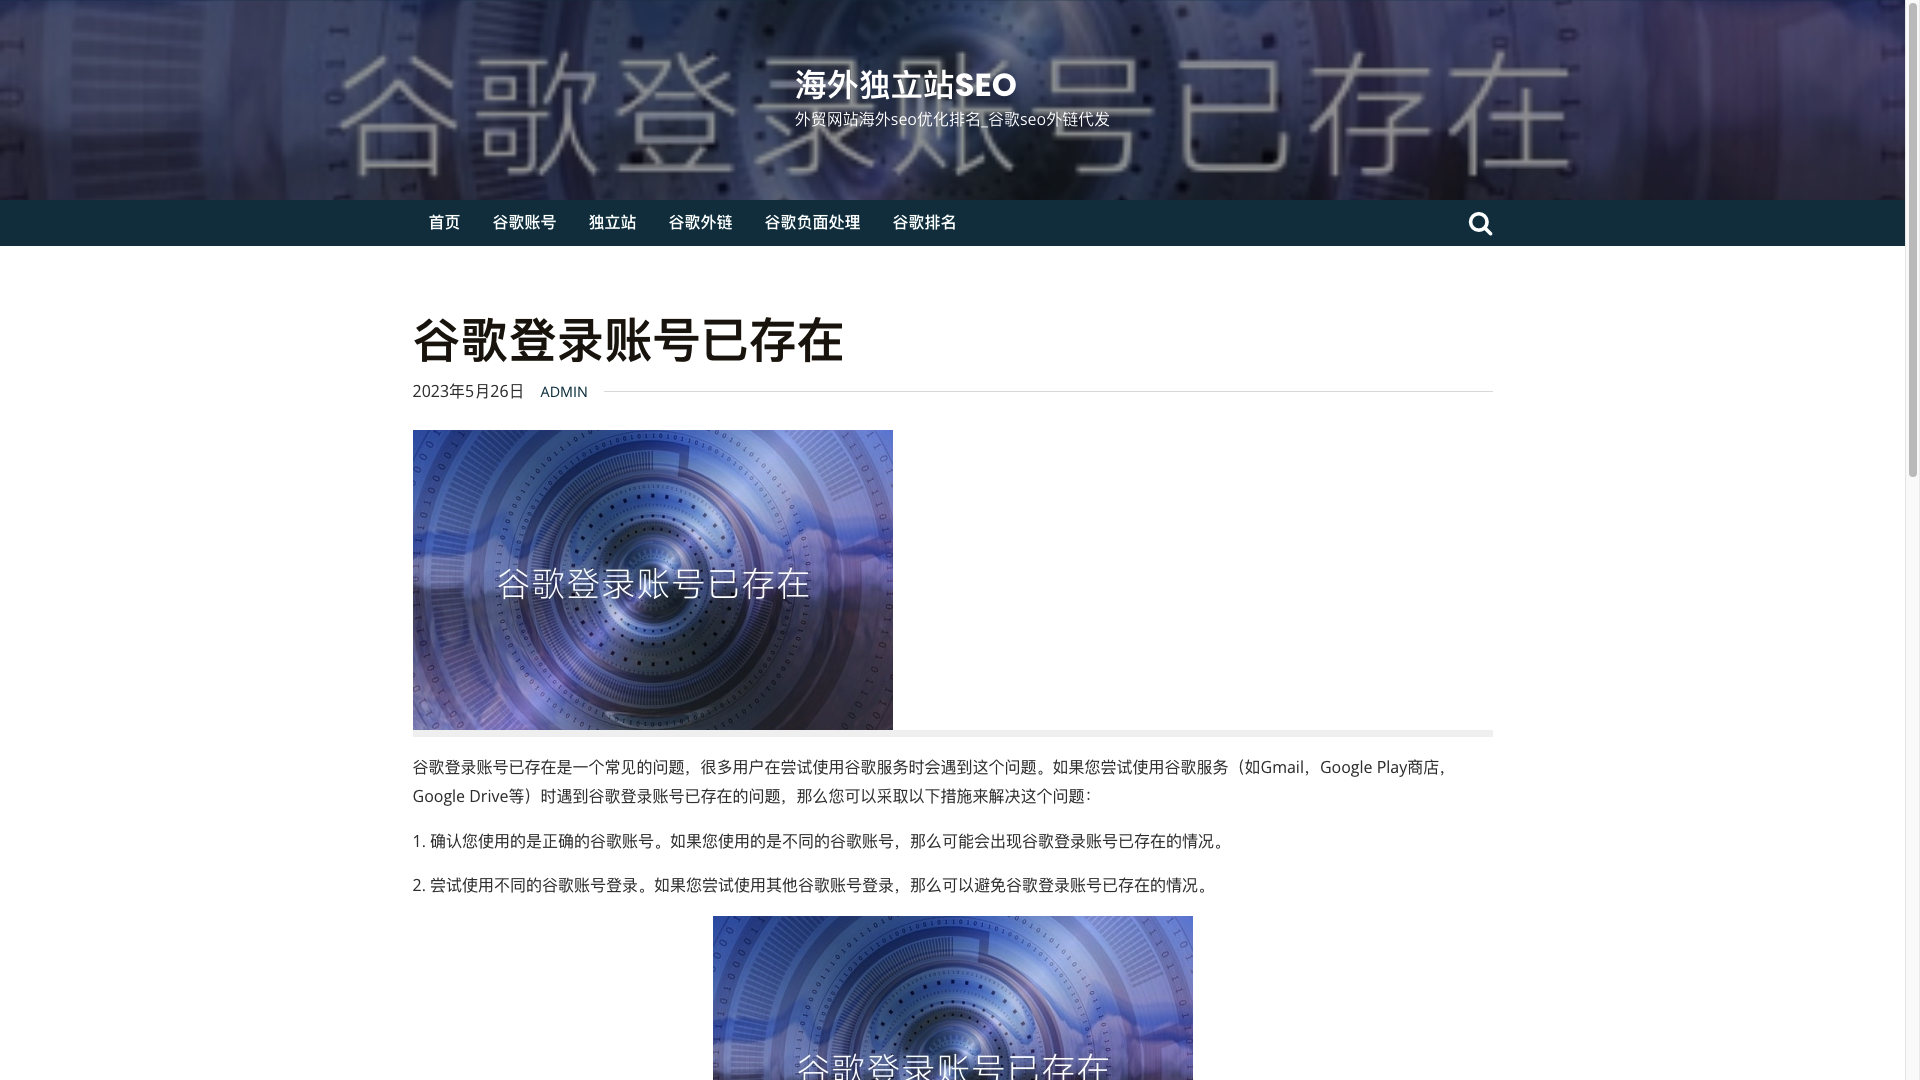 谷歌登录账号已存在
海外独立站SEO
外贸网站海外seo优化排名_谷歌seo外链代发
首页 谷歌账号 独立站 谷歌外链 谷歌负面处理 谷歌排名
谷歌登录账号已存在
2023年5月26日 ADMIN
谷歌登录账号已存在
谷歌登录账号已存在是一个常见的问题，很多用户在尝试使用谷歌服务时会遇到这个问题。如果您尝试使用谷歌服务（如Gmail，Google Play商店，
Google Drive等）时遇到谷歌登录账号已存在的问题，那么您可以采取以下措施来解决这个问题：
1. 确认您使用的是正确的谷歌账号。如果您使用的是不同的谷歌账号，那么可能会出现谷歌登录账号已存在的情况。
2. 尝试使用不同的谷歌账号登录。如果您尝试使用其他谷歌账号登录，那么可以避免谷歌登录账号已存在的情况。
谷歌登录账号已存在